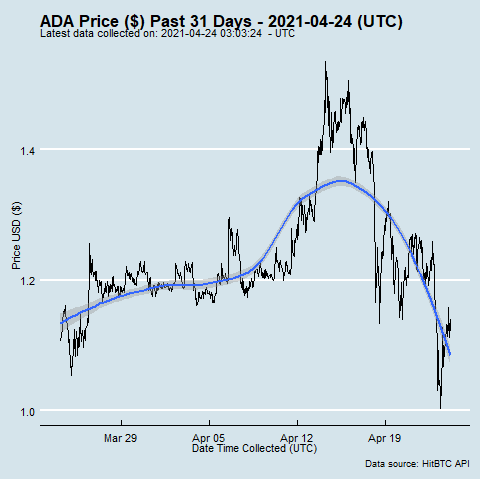 ADA Price ($) Past 31 Days - 2021-04-24 (UTC)
Latest data collected on: 2021-04-24 03:03:24 - UTC
Price USD ($)
1.4
1.2
1.0
Mar 29 Apr 05 Apr 12 Apr 19
Date Time Collected (UTC)
Data source: HitBTC API